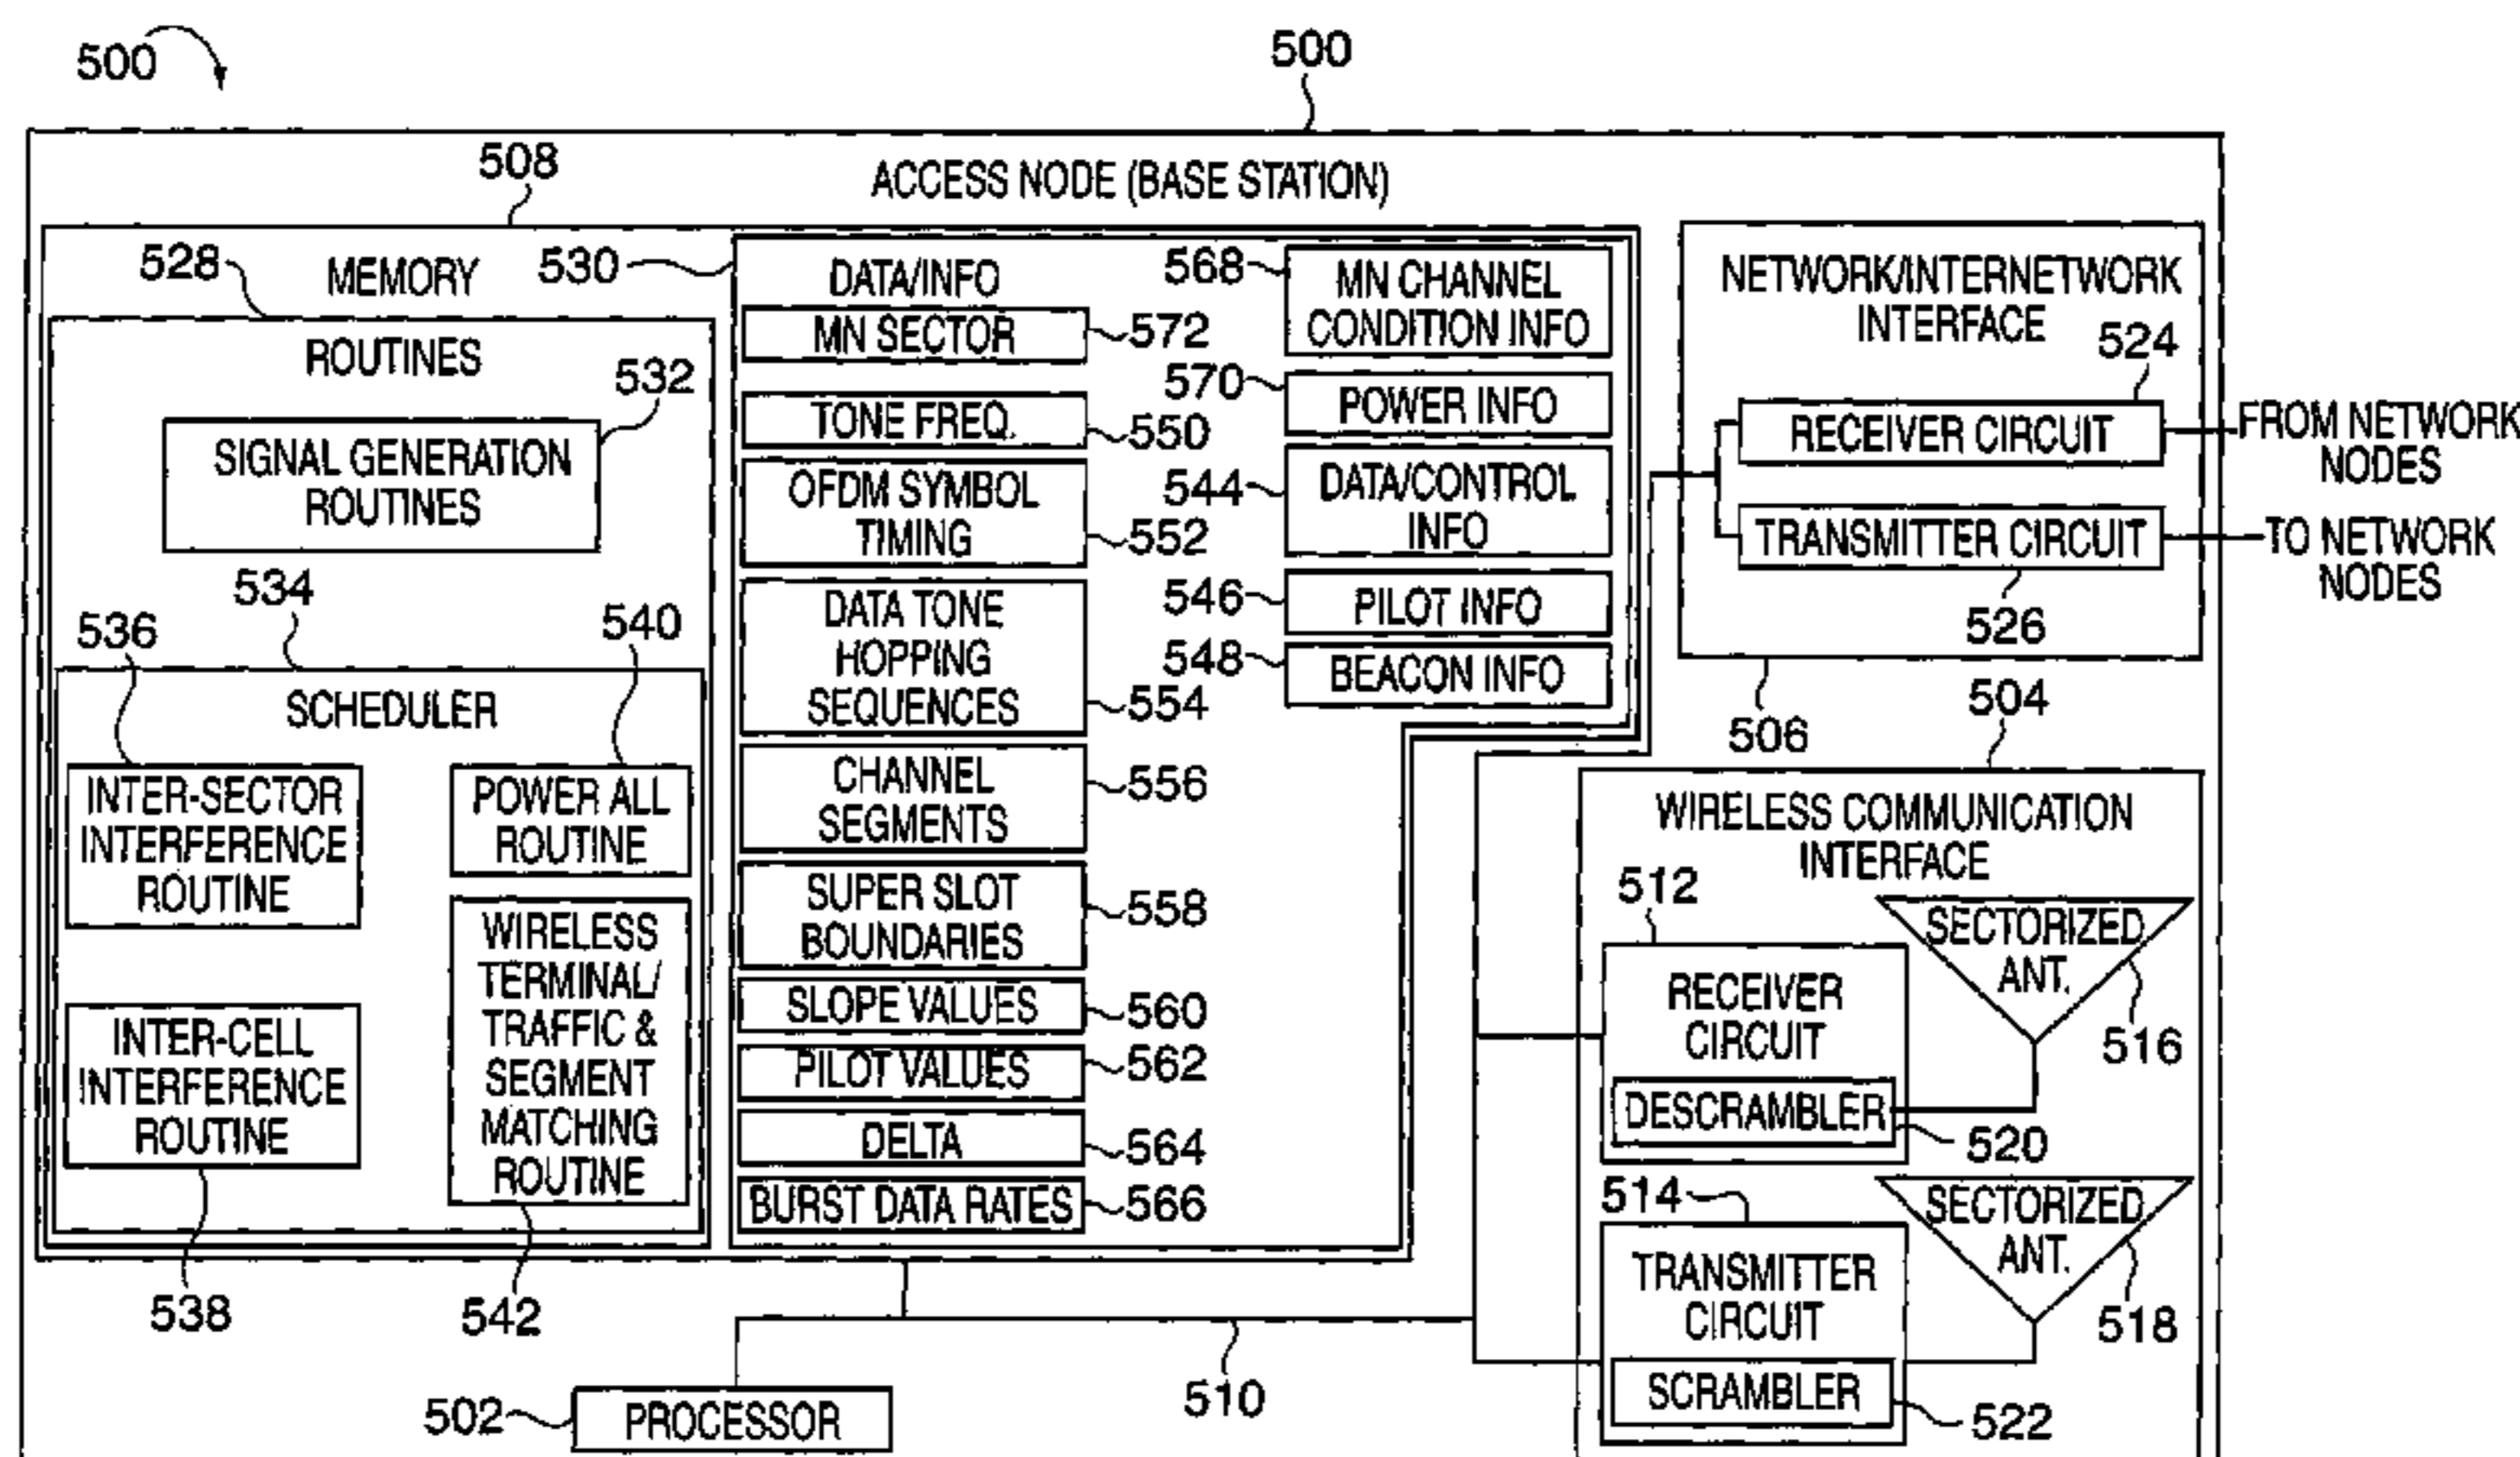 500
500
ACCESS NODE (BASE STATION)
508
MEMORY
528
ROUTINES
532
SIGNAL GENERATION
ROUTINES
534
536
540
SCHEDULER
INTER-SECTOR
INTERFERENCE
ROUTINE
POWER ALL
ROUTINE
INTER-CELL
INTERFERENCE
ROUTINE
WIRELESS
TERMINAL/
TRAFFIC &
SEGMENT
MATCHING
ROUTINE
538
542
530
DATA/INFO
MN SECTOR
572
TONE FREQ.
550
OFDM SYMBOL
TIMING
552
DATA TONE
HOPPING
SEQUENCES
554
CHANNEL
SEGMENTS
556
SUPER SLOT
BOUNDARIES
558
SLOPE VALUES
560
PILOT VALUES
562
DELTA
564
BURST DATA RATES
566
568
MN CHANNEL
CONDITION INFO
570
POWER INFO
544
DATA/CONTROL
INFO
546
PILOT INFO
548
BEACON INFO
NETWORK/INTERNETWORK
INTERFACE
524
RECEIVER CIRCUIT
FROM NETWORK
NODES
TRANSMITTER CIRCUIT
TO NETWORK
NODES
526
506
504
WIRELESS COMMUNICATION
INTERFACE
512
RECEIVER
CIRCUIT
DESCRAMBLER
520
SECTORIZED
ANT.
516
514
TRANSMITTER
CIRCUIT
SCRAMBLER
522
SECTORIZED
ANT.
518
510
502
PROCESSOR